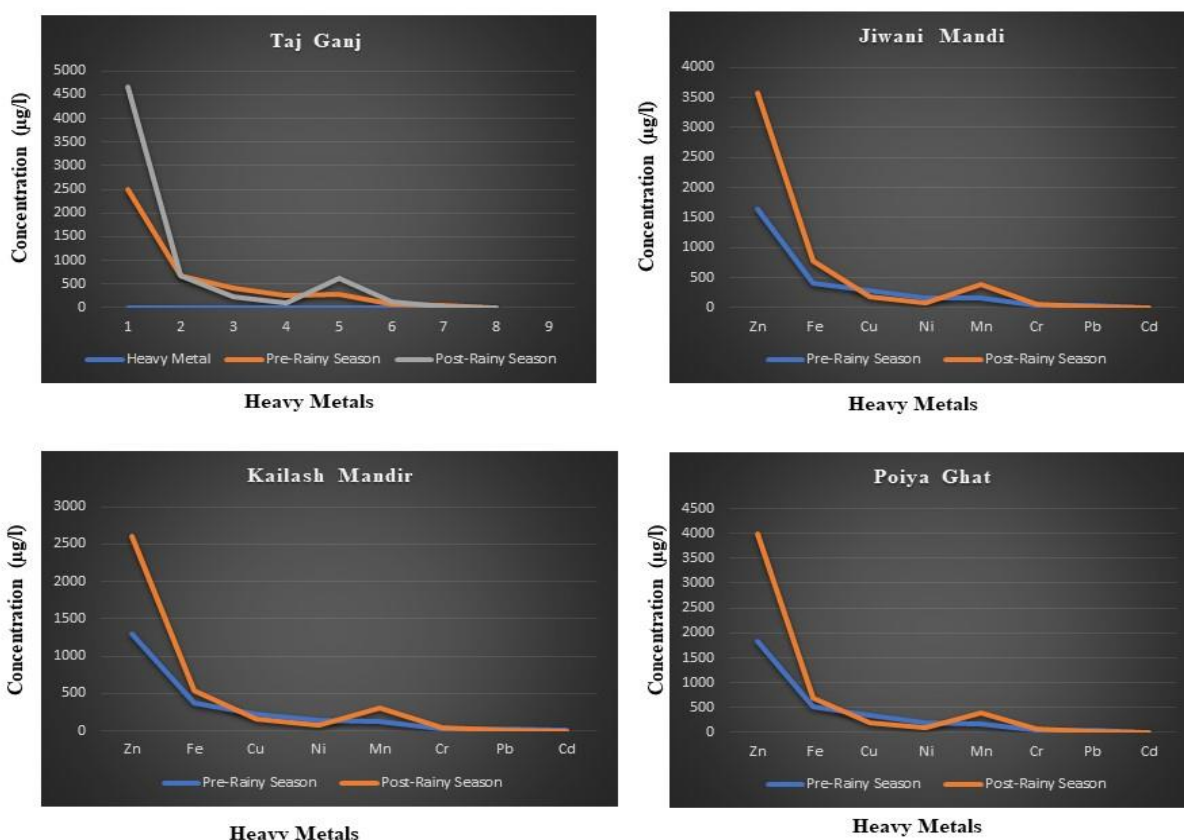 Taj Ganj
Concentration (µg/l)
5000
4500
4000
3500
3000
2500
2000
1500
1000
500
0
1 2 3 4 5 6 7 8 9
Heavy Metal Pre-Rainy Season Post-Rainy Season
Heavy Metals
Jiwani Mandi
Concentration (µg/l)
4000
3500
3000
2500
2000
1500
1000
500
0
Zn Fe Cu Ni Mn Cr Pb Cd
Pre-Rainy Season Post-Rainy Season
Heavy Metals
Kailash Mandir
Concentration (µg/l)
3000
2500
2000
1500
1000
500
0
Zn Fe Cu Ni Mn Cr Pb Cd
Pre-Rainy Season Post-Rainy Season
Heavy Metals
Poiya Ghat
Concentration (µg/l)
4500
4000
3500
3000
2500
2000
1500
1000
500
0
Zn Fe Cu Ni Mn Cr Pb Cd
Pre-Rainy Season Post-Rainy Season
Heavy Metals